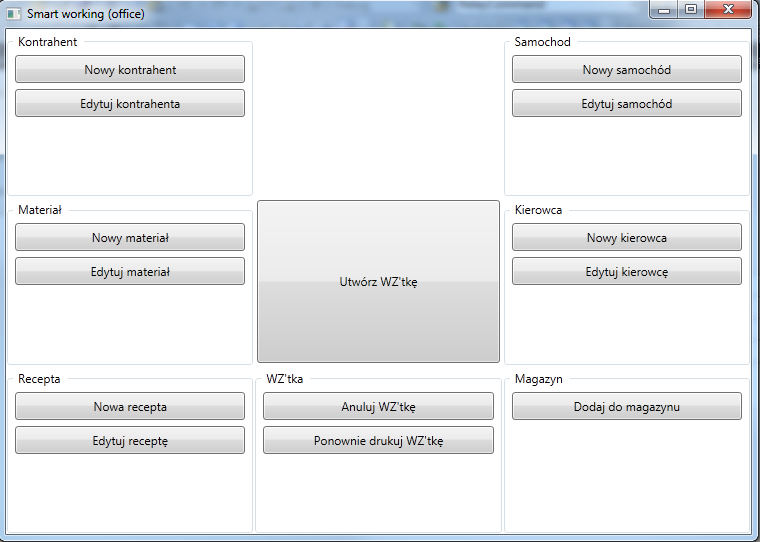 Smart working (office)
Kontrahent
Nowy kontrahent
Edytuj kontrahenta
Samochod
Nowy samochód
Edytuj samochód
Materiał
Nowy materiał
Edytuj materiał
Utwórz WZ'tkę
Kierowca
Nowy kierowca
Edytuj kierowcę
Recepta
Nowa recepta
Edytuj receptę
WZ'tka
Anuluj WZ'tkę
Ponownie drukuj WZ'tkę
Magazyn
Dodaj do magazynu